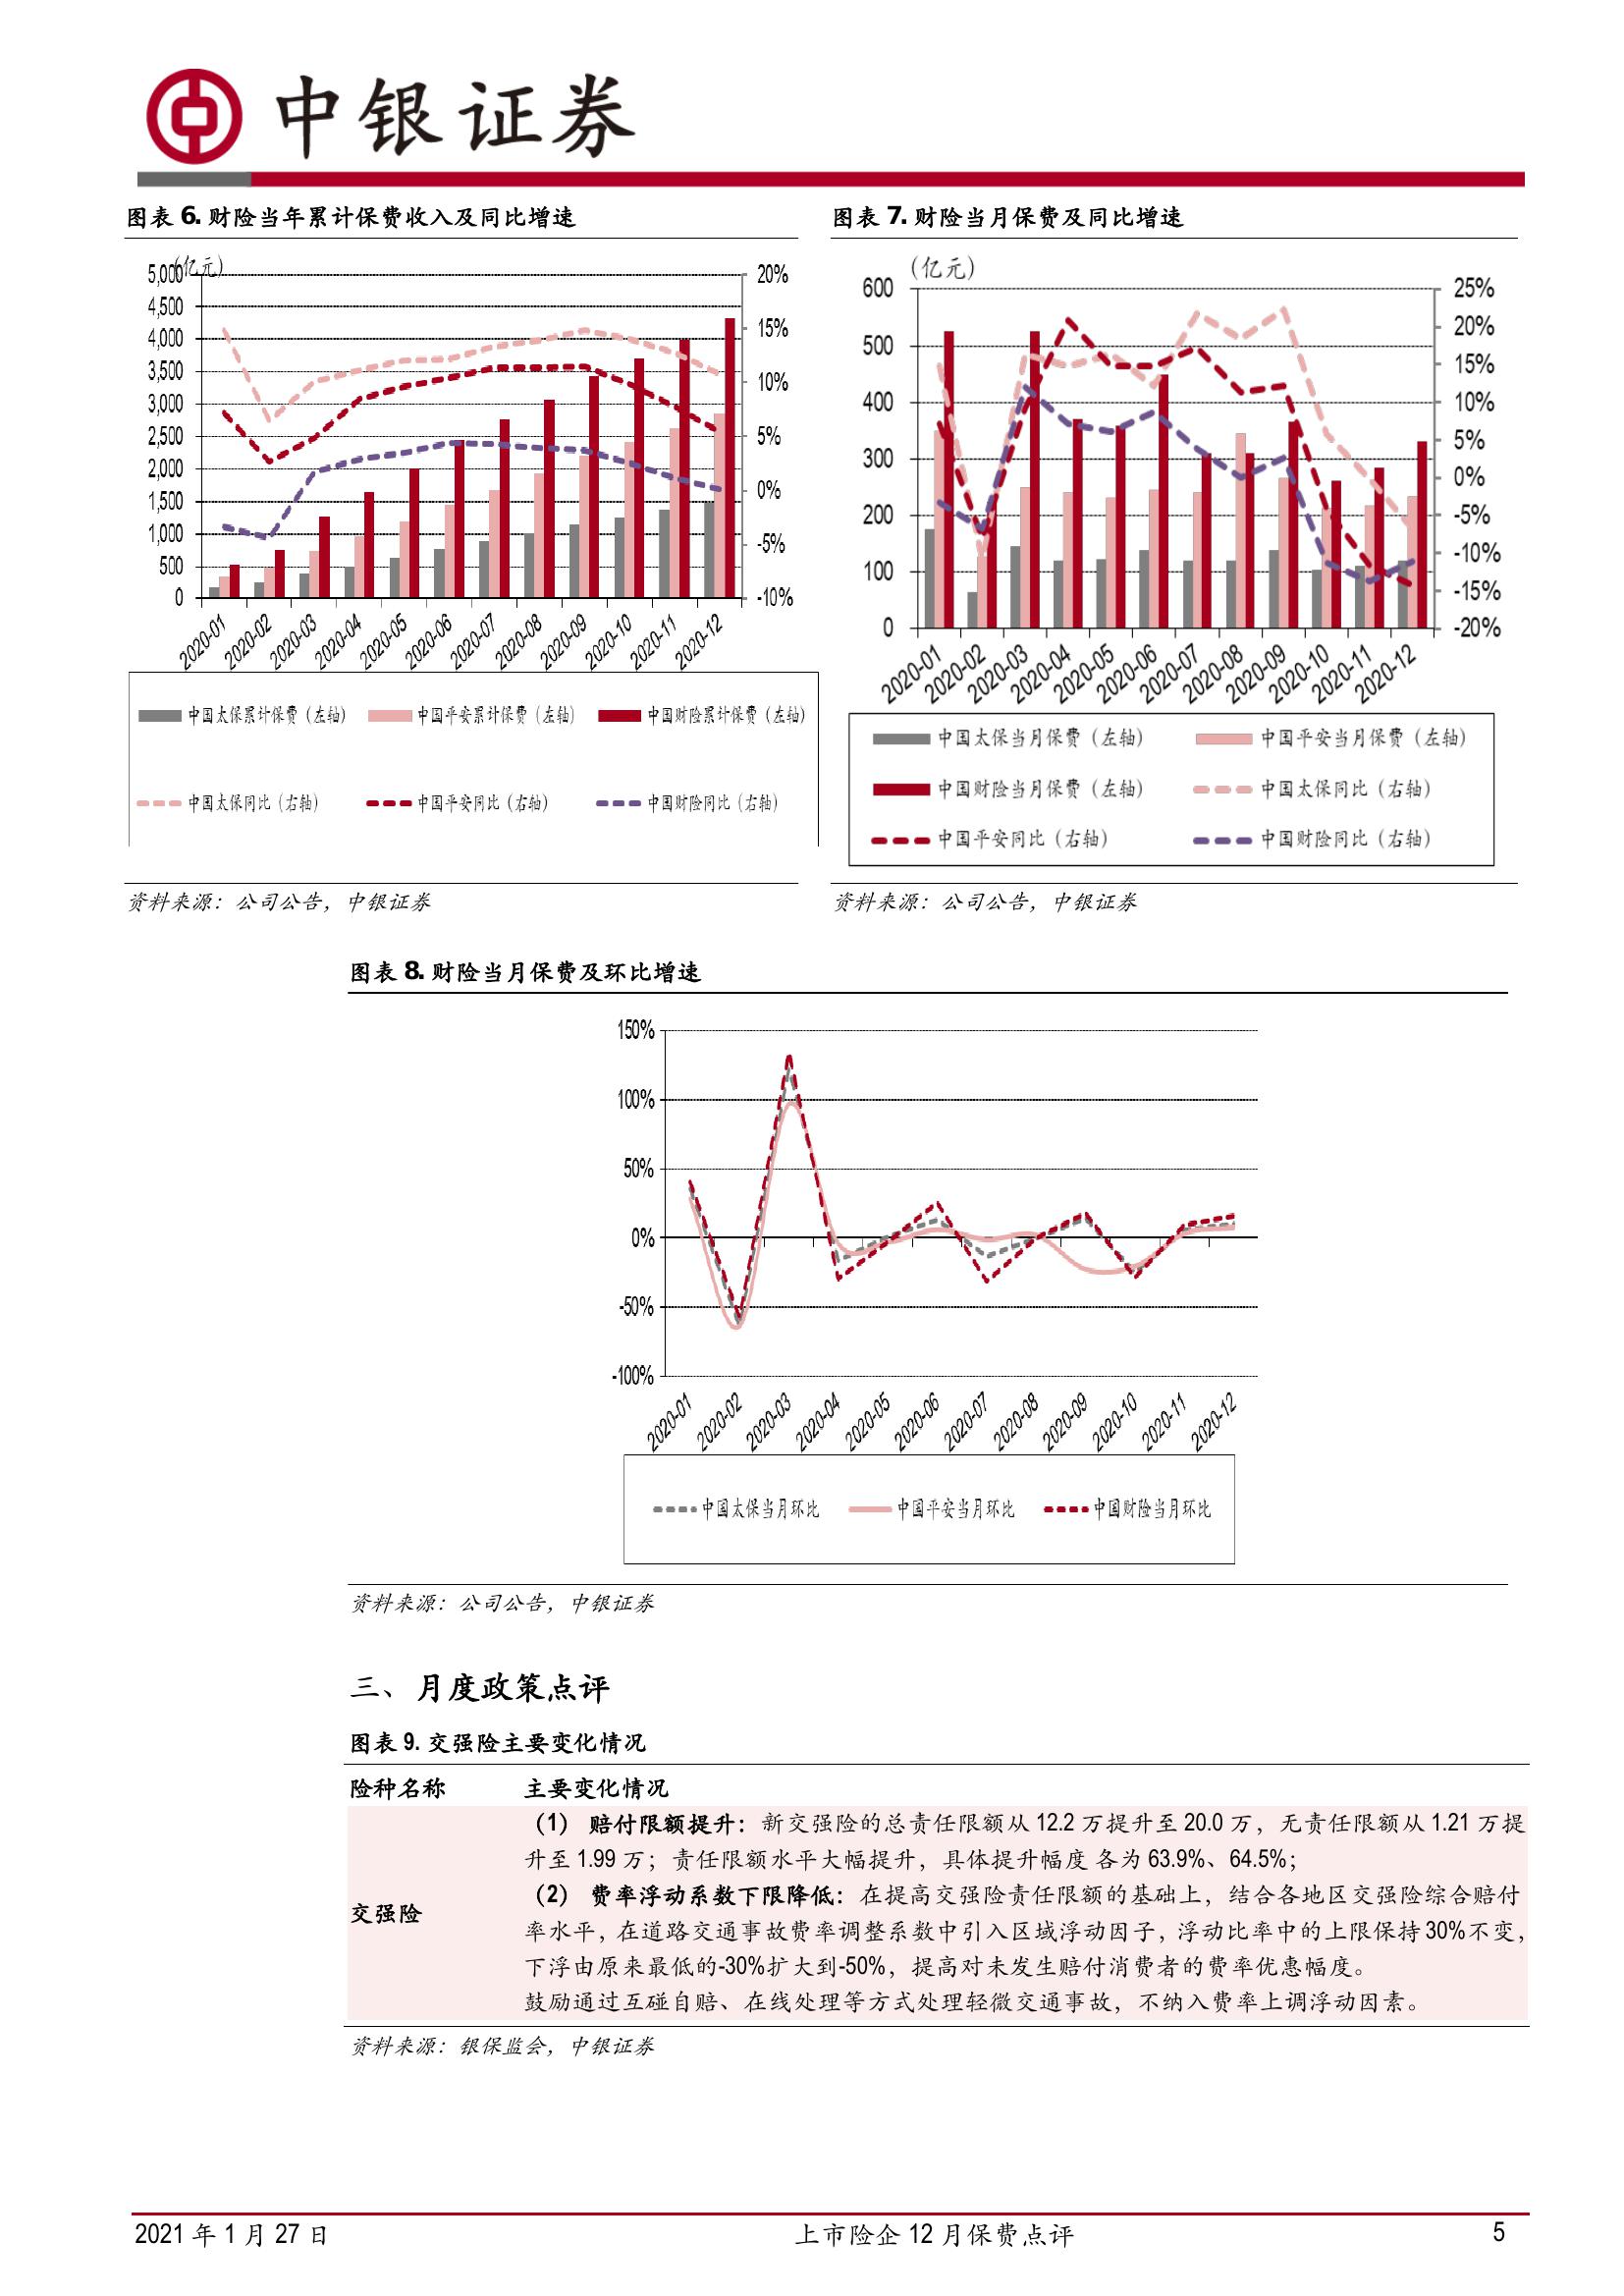 中银证券
图表 6. 财险当年累计保费收入及同比增速
(亿元)
5,000
4,500
4,000
3,500
3,000
2,500
2,000
1,500
1,000
500
0
20%
15%
10%
5%
0%
-5%
-10%
2020-01
2020-02
2020-03
2020-04
2020-05
2020-06
2020-07
2020-08
2020-09
2020-10
2020-11
2020-12
中国太保累计保费（左轴） 中国平安累计保费（左轴） 中国财险累计保费（左轴）
中国太保同比（右轴） 中国平安同比（右轴） 中国财险同比（右轴）
资料来源：公司公告，中银证券
图表 7. 财险当月保费及同比增速
(亿元)
600
500
400
300
200
100
0
25%
20%
15%
10%
5%
0%
-5%
-10%
-15%
-20%
2020-01
2020-02
2020-03
2020-04
2020-05
2020-06
2020-07
2020-08
2020-09
2020-10
2020-11
2020-12
中国太保当月保费（左轴） 中国平安当月保费（左轴）
中国财险当月保费（左轴） 中国太保同比（右轴）
中国平安同比（右轴） 中国财险同比（右轴）
资料来源：公司公告，中银证券
图表 8. 财险当月保费及环比增速
150%
100%
50%
0%
-50%
-100%
2020-01
2020-02
2020-03
2020-04
2020-05
2020-06
2020-07
2020-08
2020-09
2020-10
2020-11
2020-12
中国太保当月环比 中国平安当月环比 中国财险当月环比
资料来源：公司公告，中银证券
三、月度政策点评
图表 9. 交强险主要变化情况
险种名称 主要变化情况
交强险
（1） 赔付限额提升：新交强险的总责任限额从 12.2 万提升至 20.0 万，无责任限额从 1.21 万提
升至 1.99 万；责任限额水平大幅提升，具体提升幅度 各为 63.9%、64.5%；
（2） 费率浮动系数下限降低：在提高交强险责任限额的基础上，结合各地区交强险综合赔付
率水平，在道路交通事故费率调整系数中引入区域浮动因子，浮动比率中的上限保持 30%不变，
下浮由原来最低的-30%扩大到-50%，提高对未发生赔付消费者的费率优惠幅度。
鼓励通过互碰自赔、在线处理等方式处理轻微交通事故，不纳入费率上调浮动因素。
资料来源：银保监会，中银证券
2021 年 1 月 27 日 上市险企 12 月保费点评 5